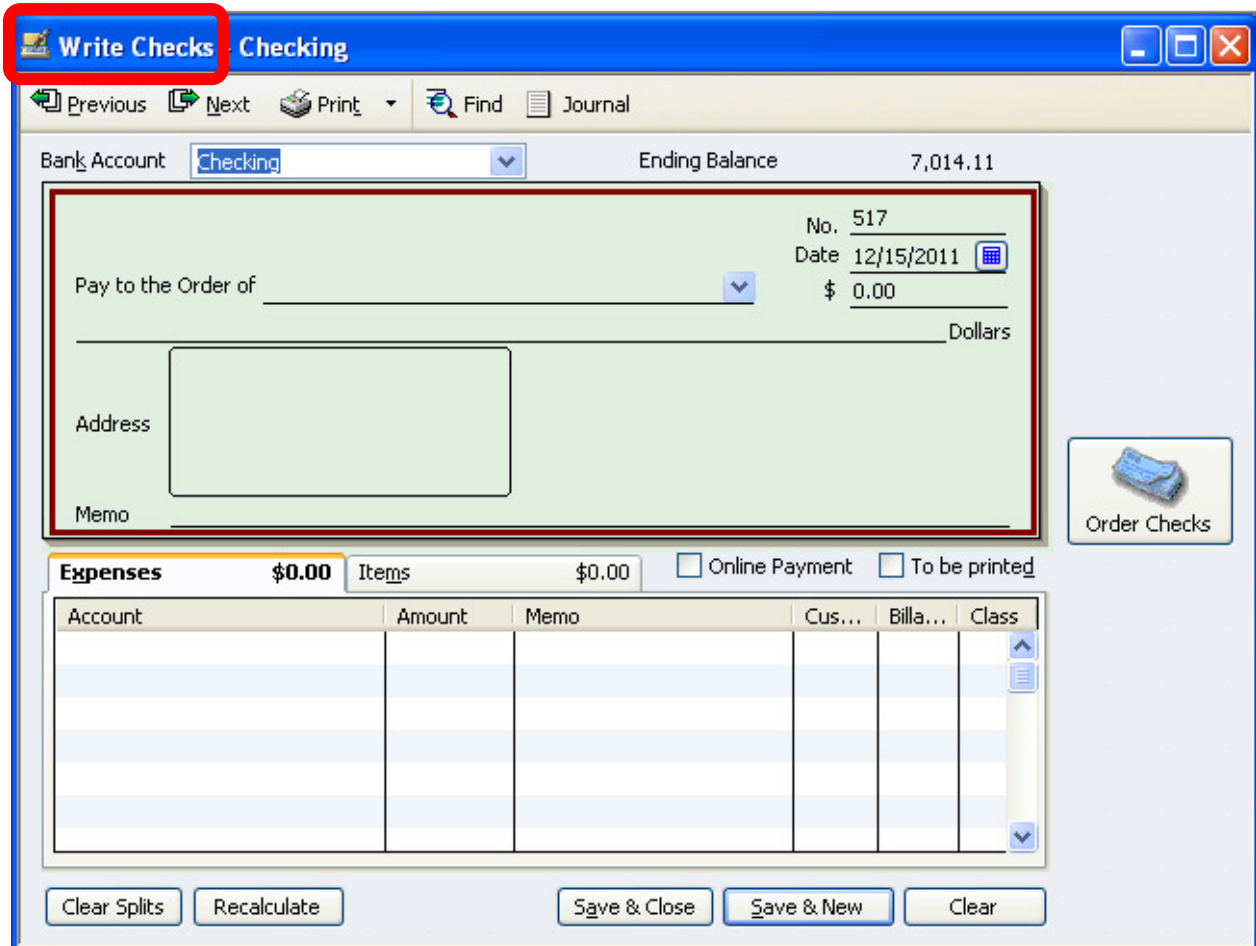 Write Checks - Checking
Previous Next Print Find Journal
Bank Account Checking Ending Balance 7,014.11
No. 517
Date 12/15/2011
Pay to the Order of $ 0.00
Dollars
Address
Memo
Order Checks
Expenses $0.00 Items $0.00 Online Payment To be printed
Account Amount Memo Cus... Billa... Class
Clear Splits Recalculate Save & Close Save & New Clear